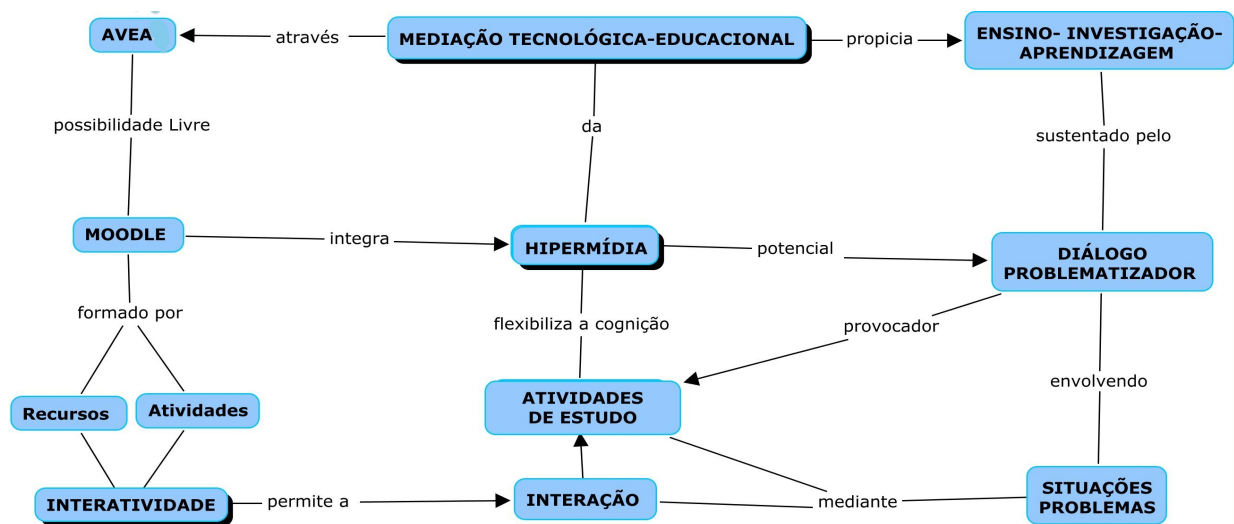 AVEA
através
MEDIAÇÃO TECNOLÓGICA-EDUCACIONAL
propicia
ENSINO- INVESTIGAÇÃO-
APRENDIZAGEM
possibilidade Livre
da
sustentado pelo
MOODLE
integra
HIPERMÍDIA
potencial
DIÁLOGO
PROBLEMATIZADOR
formado por
flexibiliza a cognição
provocador
envolvendo
Recursos
Atividades
ATIVIDADES
DE ESTUDO
INTERATIVIDADE
permite a
INTERAÇÃO
mediante
SITUAÇÕES
PROBLEMAS